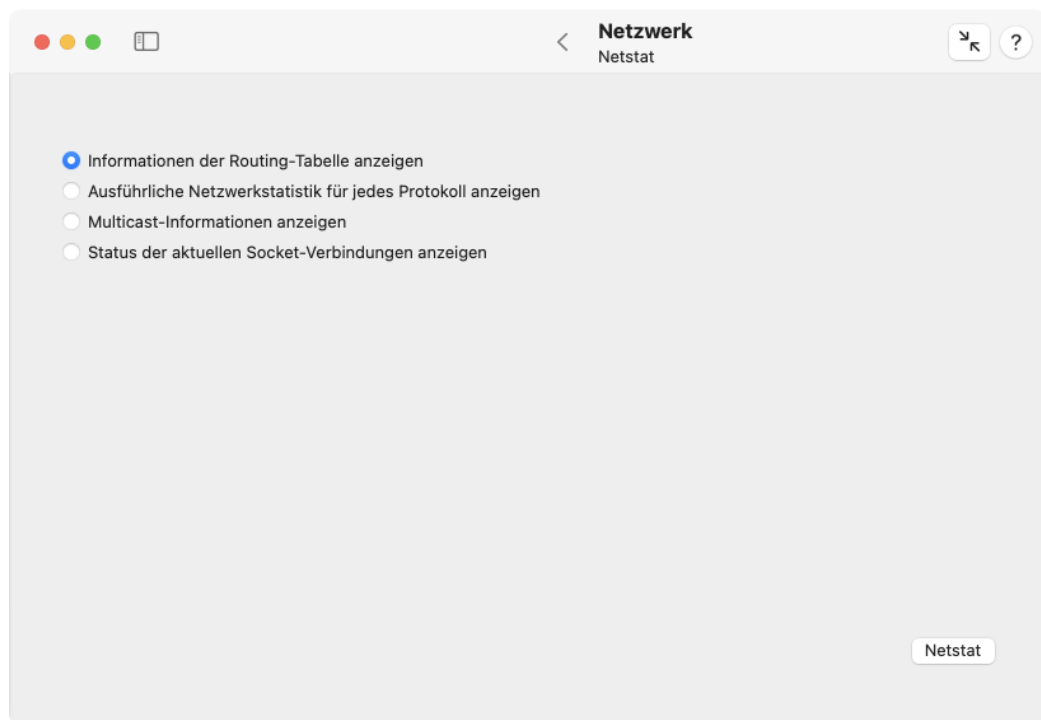 Netzwerk
Netstat
?
Informationen der Routing-Tabelle anzeigen
Ausführliche Netzwerkstatistik für jedes Protokoll anzeigen
Multicast-Informationen anzeigen
Status der aktuellen Socket-Verbindungen anzeigen
Netstat